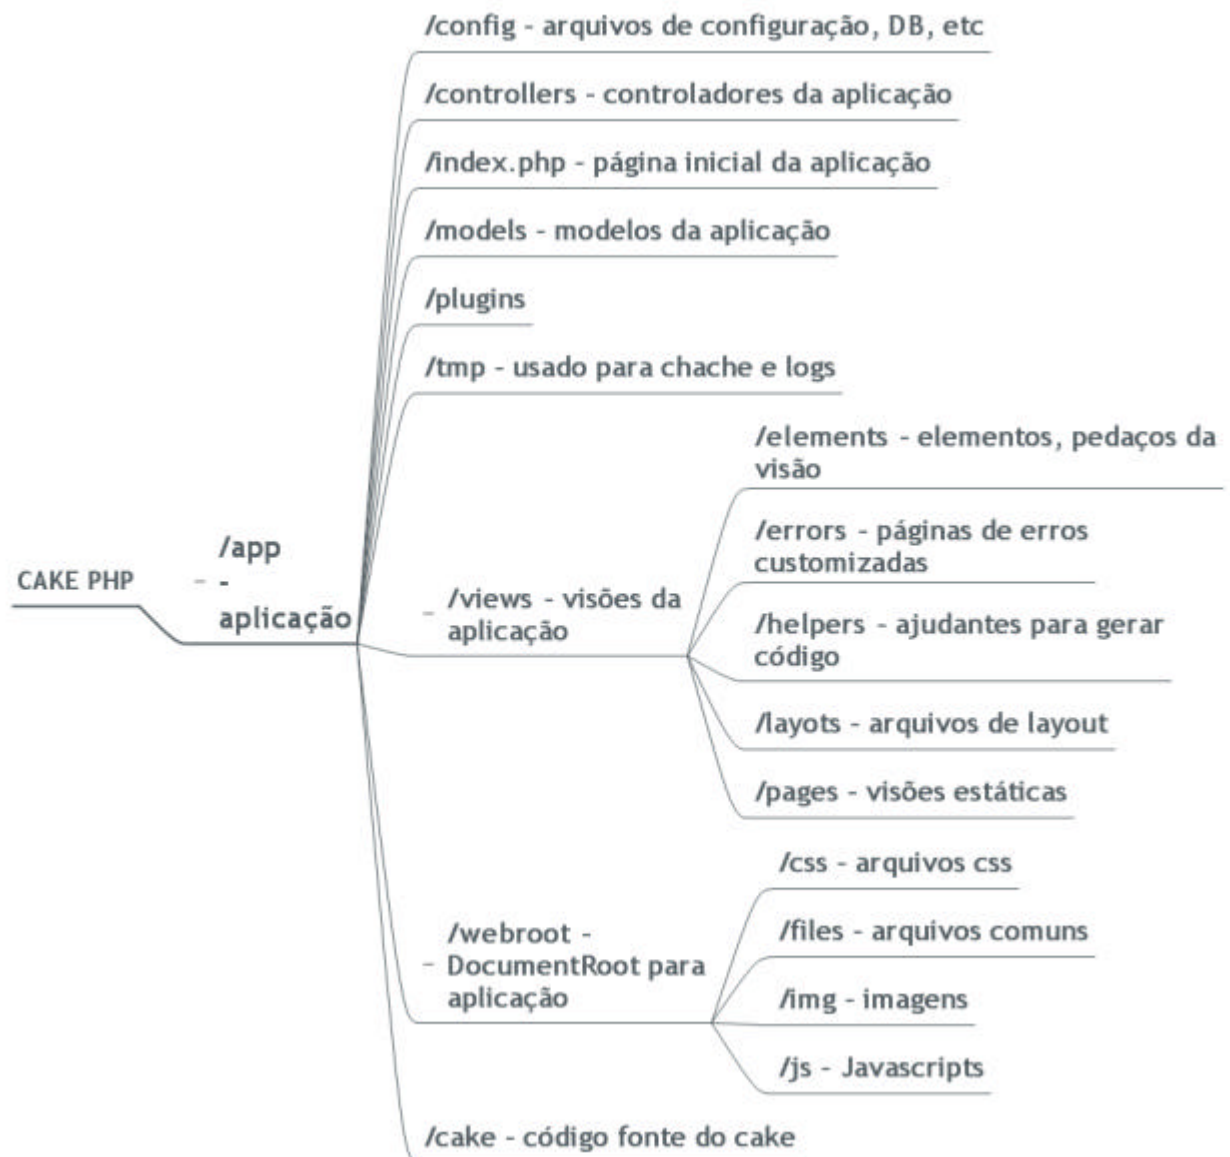 /config - arquivos de configuração, DB, etc
/controllers - controladores da aplicação
/index.php - página inicial da aplicação
/models - modelos da aplicação
/plugins
/tmp - usado para chache e logs
CAKE PHP
/app
-
aplicação
/views - visões da
aplicação
/elements - elementos, pedaços da
visão
/errors - páginas de erros
customizadas
/helpers - ajudantes para gerar
código
/layots - arquivos de layout
/pages - visões estáticas
/webroot -
DocumentRoot para
aplicação
/css - arquivos css
/files - arquivos comuns
/img - imagens
/js - Javascripts
/cake - código fonte do cake